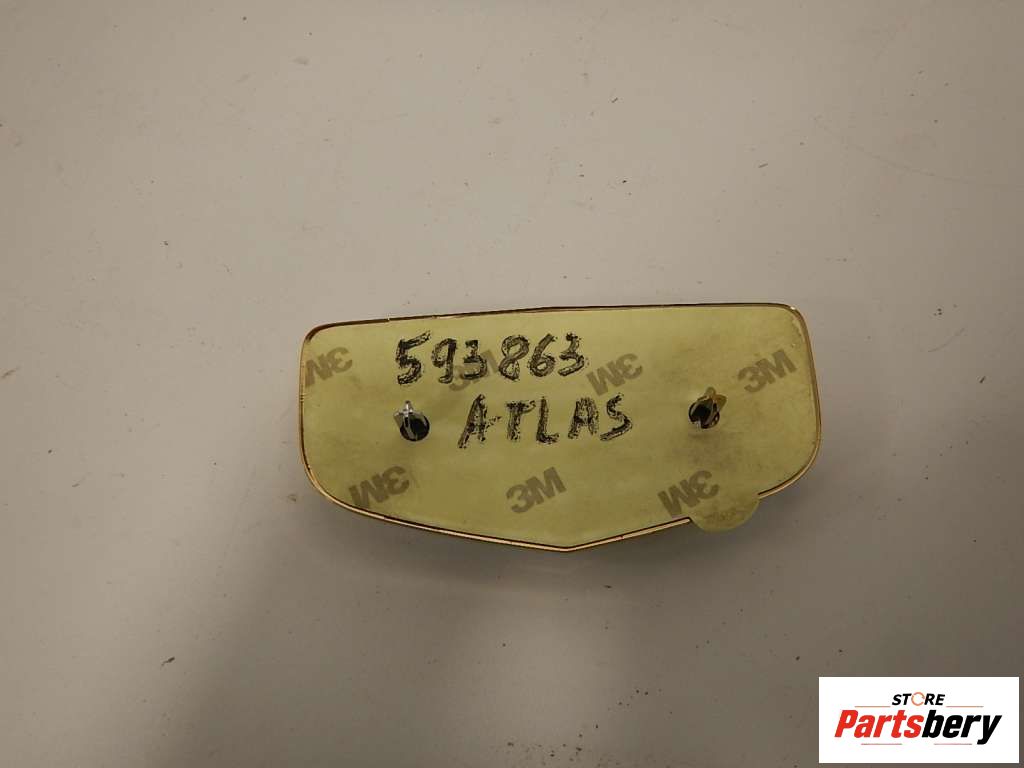 593863
ATLAS
3M 3M 3M 3M
3M 3M 3M
STORE
Partsbery